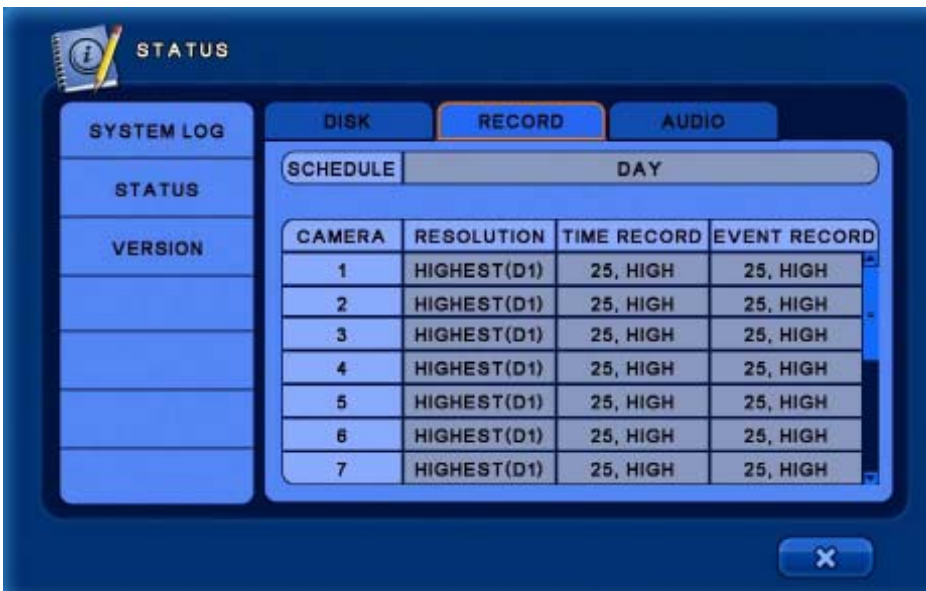 STATUS
SYSTEM LOG
STATUS
VERSION
DISK RECORD AUDIO
SCHEDULE DAY
CAMERA RESOLUTION TIME RECORD EVENT RECORD
1 HIGHEST(D1) 25, HIGH 25, HIGH
2 HIGHEST(D1) 25, HIGH 25, HIGH
3 HIGHEST(D1) 25, HIGH 25, HIGH
4 HIGHEST(D1) 25, HIGH 25, HIGH
5 HIGHEST(D1) 25, HIGH 25, HIGH
6 HIGHEST(D1) 25, HIGH 25, HIGH
7 HIGHEST(D1) 25, HIGH 25, HIGH